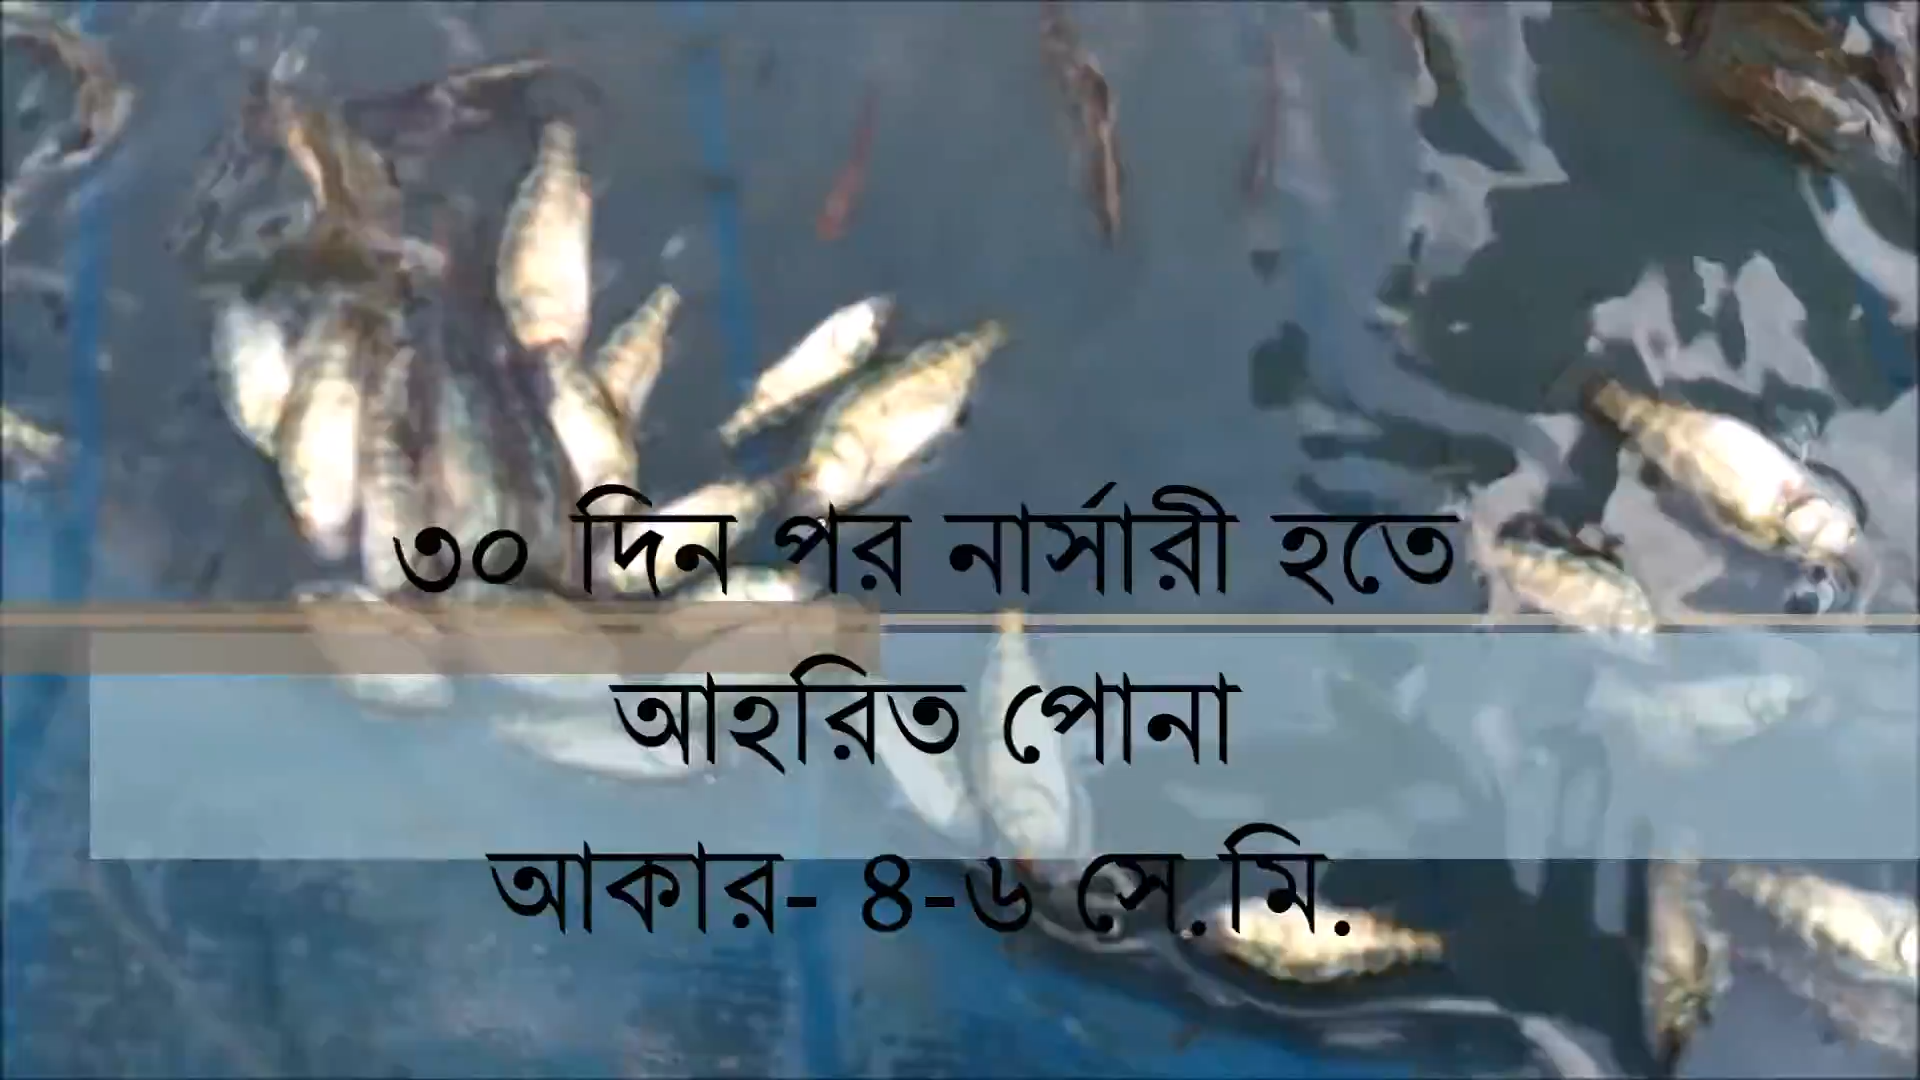 ৩০ দিন পর নার্সারী হতে
আহরিত পোনা
আকার- ৪-৬ সে.মি.